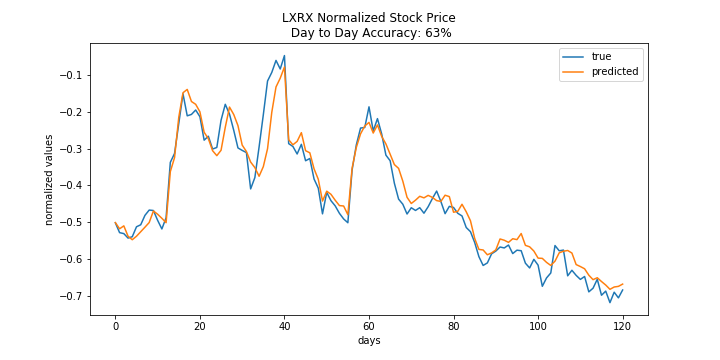 LXRX Normalized Stock Price
Day to Day Accuracy: 63%
true
predicted
normalized values
−0.1
−0.2
−0.3
−0.4
−0.5
−0.6
−0.7
0
20
40
60
80
100
120
days